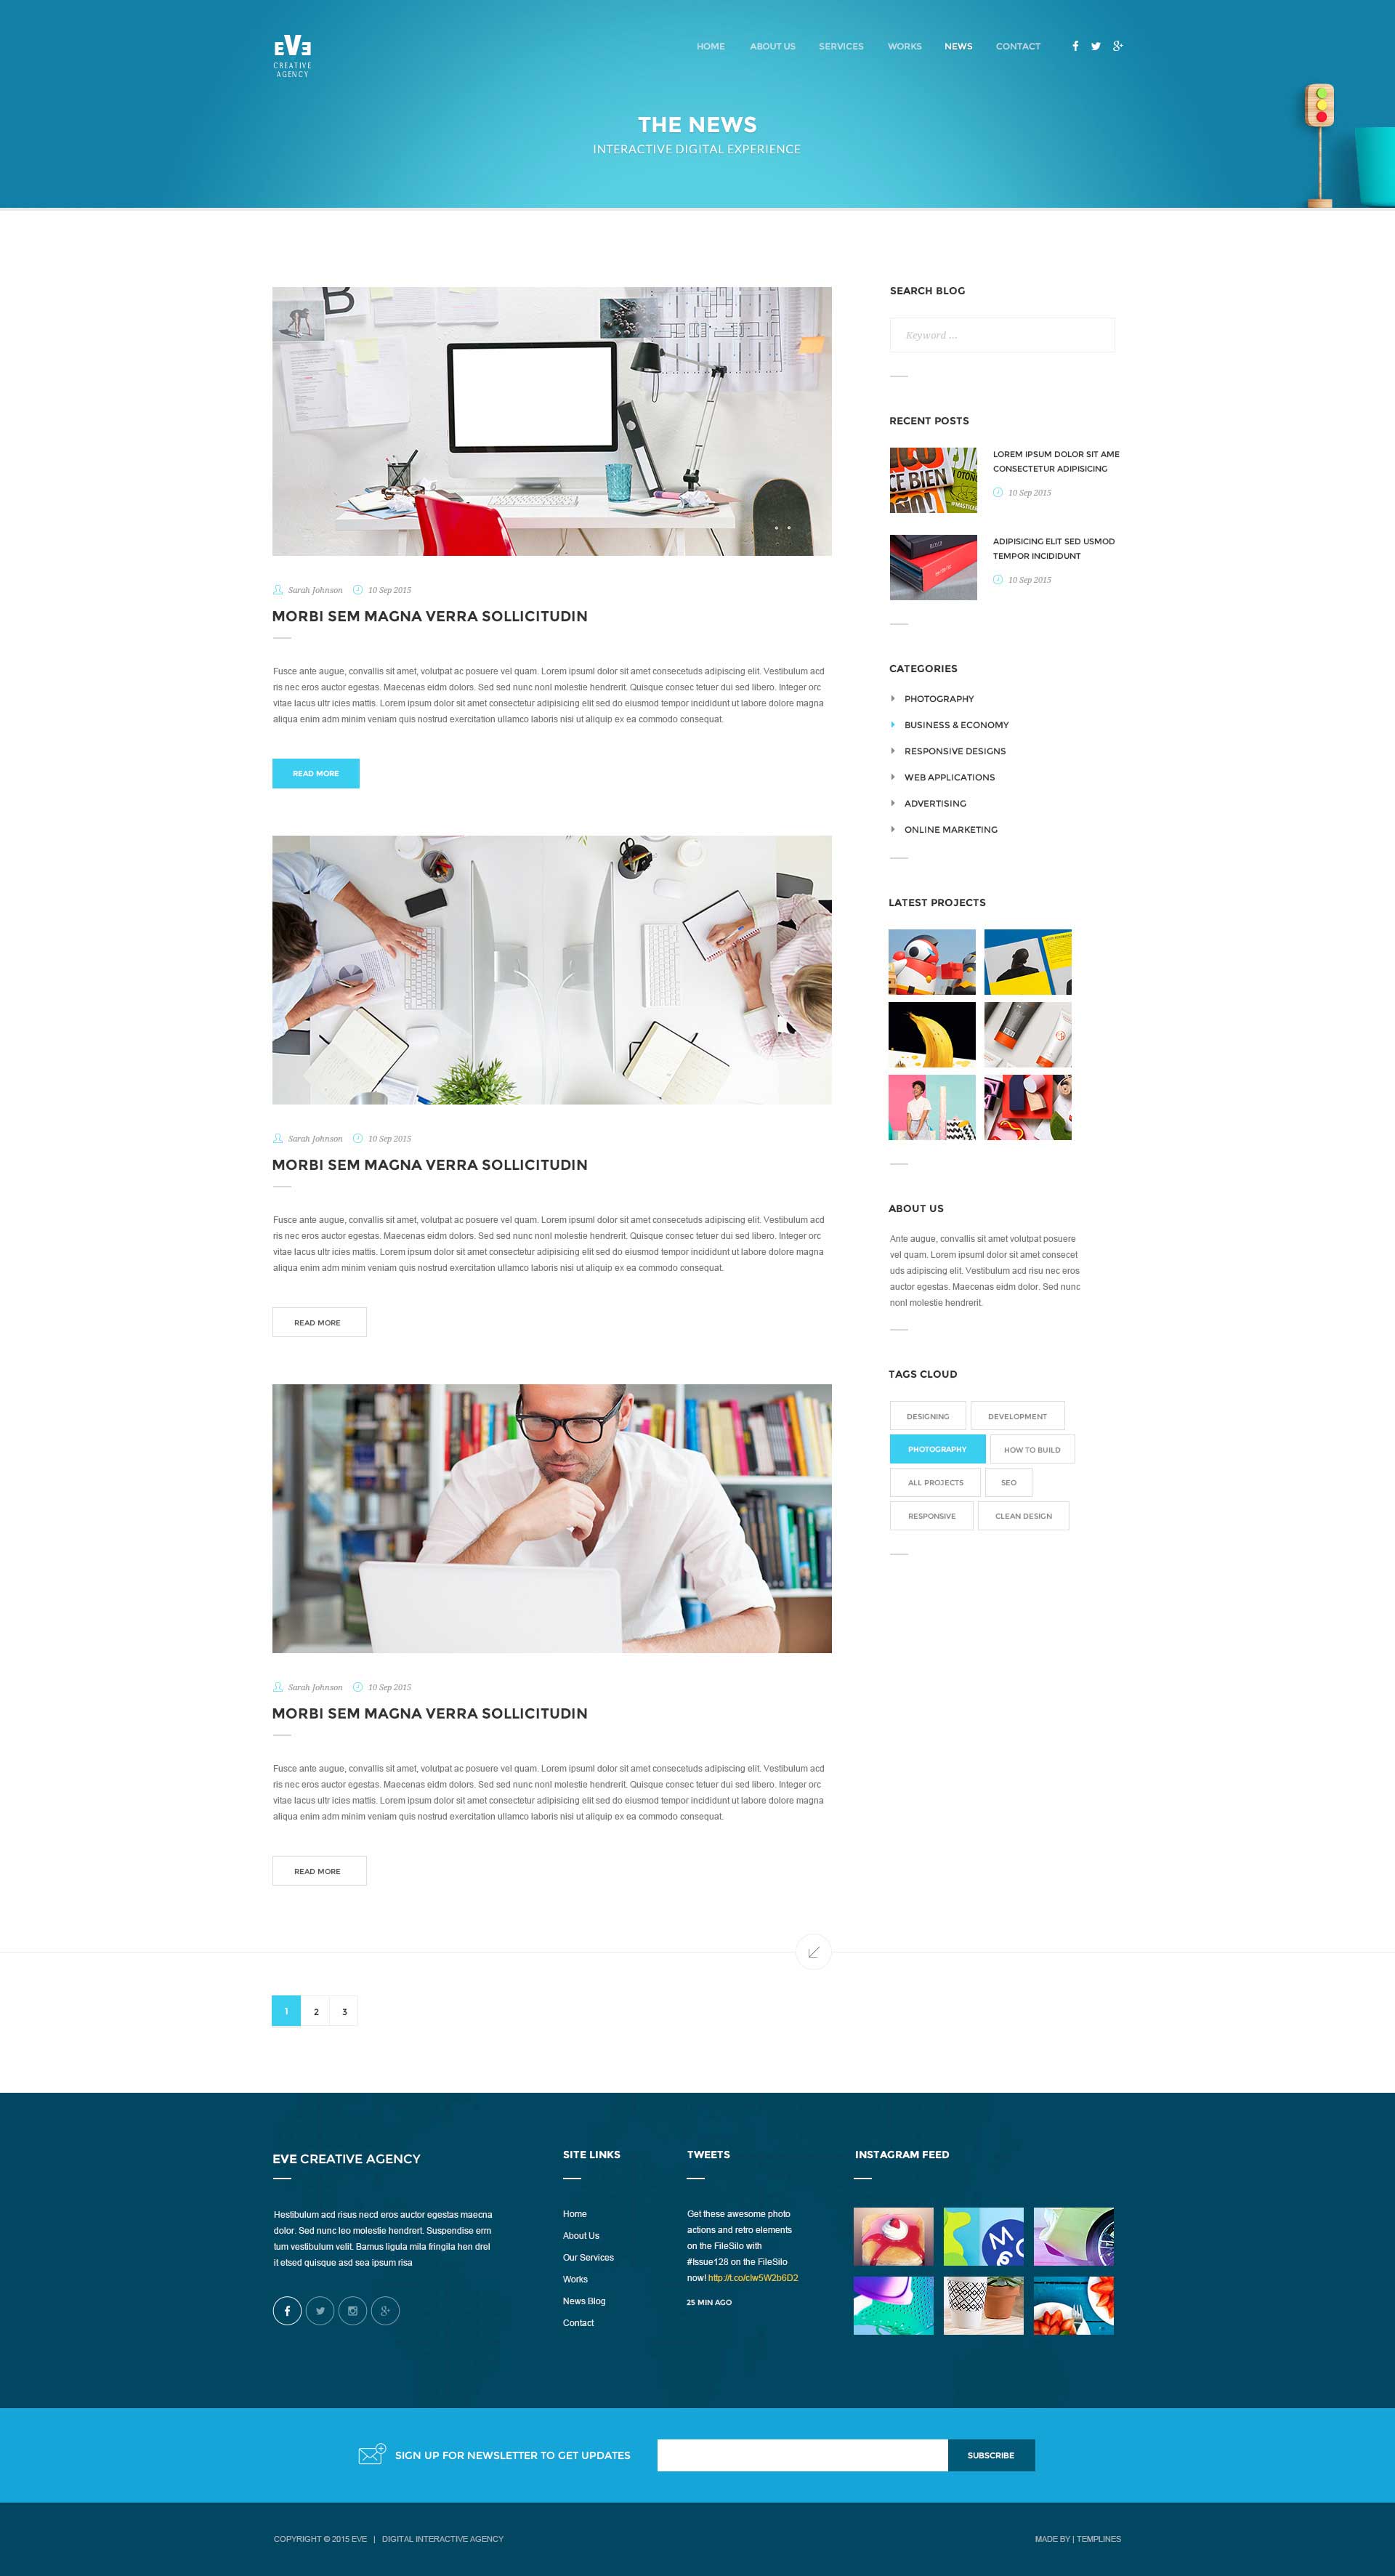 EVE
CREATIVE
AGENCY
HOME ABOUT US SERVICES WORKS NEWS CONTACT
THE NEWS
INTERACTIVE DIGITAL EXPERIENCE
B
Sarah Johnson 10 Sep 2015
MORBI SEM MAGNA VERRA SOLLICITUDIN
Fusce ante augue, convallis sit amet, volutpat ac posuere vel quam. Lorem ipsuml dolor sit amet consecetuds adipiscing elit. Vestibulum acd
ris nec eros auctor egestas. Maecenas eidm dolors. Sed sed nunc nonl molestie hendrerit. Quisque consec tetuer dui sed libero. Integer orc
vitae lacus ultr icies mattis. Lorem ipsum dolor sit amet consectetur adipisicing elit sed do eiusmod tempor incididunt ut labore dolore magna
aliqua enim adm minim veniam quis nostrud exercitation ullamco laboris nisi ut aliquip ex ea commodo consequat.
READ MORE
Sarah Johnson 10 Sep 2015
MORBI SEM MAGNA VERRA SOLLICITUDIN
Fusce ante augue, convallis sit amet, volutpat ac posuere vel quam. Lorem ipsuml dolor sit amet consecetuds adipiscing elit. Vestibulum acd
ris nec eros auctor egestas. Maecenas eidm dolors. Sed sed nunc nonl molestie hendrerit. Quisque consec tetuer dui sed libero. Integer orc
vitae lacus ultr icies mattis. Lorem ipsum dolor sit amet consectetur adipisicing elit sed do eiusmod tempor incididunt ut labore dolore magna
aliqua enim adm minim veniam quis nostrud exercitation ullamco laboris nisi ut aliquip ex ea commodo consequat.
READ MORE
Sarah Johnson 10 Sep 2015
MORBI SEM MAGNA VERRA SOLLICITUDIN
Fusce ante augue, convallis sit amet, volutpat ac posuere vel quam. Lorem ipsuml dolor sit amet consecetuds adipiscing elit. Vestibulum acd
ris nec eros auctor egestas. Maecenas eidm dolors. Sed sed nunc nonl molestie hendrerit. Quisque consec tetuer dui sed libero. Integer orc
vitae lacus ultr icies mattis. Lorem ipsum dolor sit amet consectetur adipisicing elit sed do eiusmod tempor incididunt ut labore dolore magna
aliqua enim adm minim veniam quis nostrud exercitation ullamco laboris nisi ut aliquip ex ea commodo consequat.
READ MORE
1 2 3
SEARCH BLOG
Keyword ...
RECENT POSTS
CE BIEN
LOREM IPSUM DOLOR SIT AME
CONSECTETUR ADIPISICING
10 Sep 2015
ADIPISICING ELIT SED USMOD
TEMPOR INCIDIDUNT
10 Sep 2015
CATEGORIES
PHOTOGRAPHY
BUSINESS & ECONOMY
RESPONSIVE DESIGNS
WEB APPLICATIONS
ADVERTISING
ONLINE MARKETING
LATEST PROJECTS
ABOUT US
Ante augue, convallis sit amet volutpat posuere
vel quam. Lorem ipsuml dolor sit amet consecet
uds adipiscing elit. Vestibulum acd risu nec eros
auctor egestas. Maecenas eidm dolor. Sed nunc
nonl molestie hendrerit.
TAGS CLOUD
DESIGNING DEVELOPMENT
PHOTOGRAPHY HOW TO BUILD
ALL PROJECTS SEO
RESPONSIVE CLEAN DESIGN
EVE CREATIVE AGENCY
Hestibulum acd risus necd eros auctor egestas maecna
dolor. Sed nunc leo molestie hendrert. Suspendise erm
tum vestibulum velit. Bamus ligula mila fringila hen drel
it etsed quisque asd sea ipsum risa
SITE LINKS
Home
About Us
Our Services
Works
News Blog
Contact
TWEETS
Get these awesome photo
actions and retro elements
on the FileSilo with
#Issue128 on the FileSilo
now! http://t.co/clw5W2b6D2
25 MIN AGO
INSTAGRAM FEED
SIGN UP FOR NEWSLETTER TO GET UPDATES
SUBSCRIBE
COPYRIGHT © 2015 EVE | DIGITAL INTERACTIVE AGENCY
MADE BY | TEMPLINES